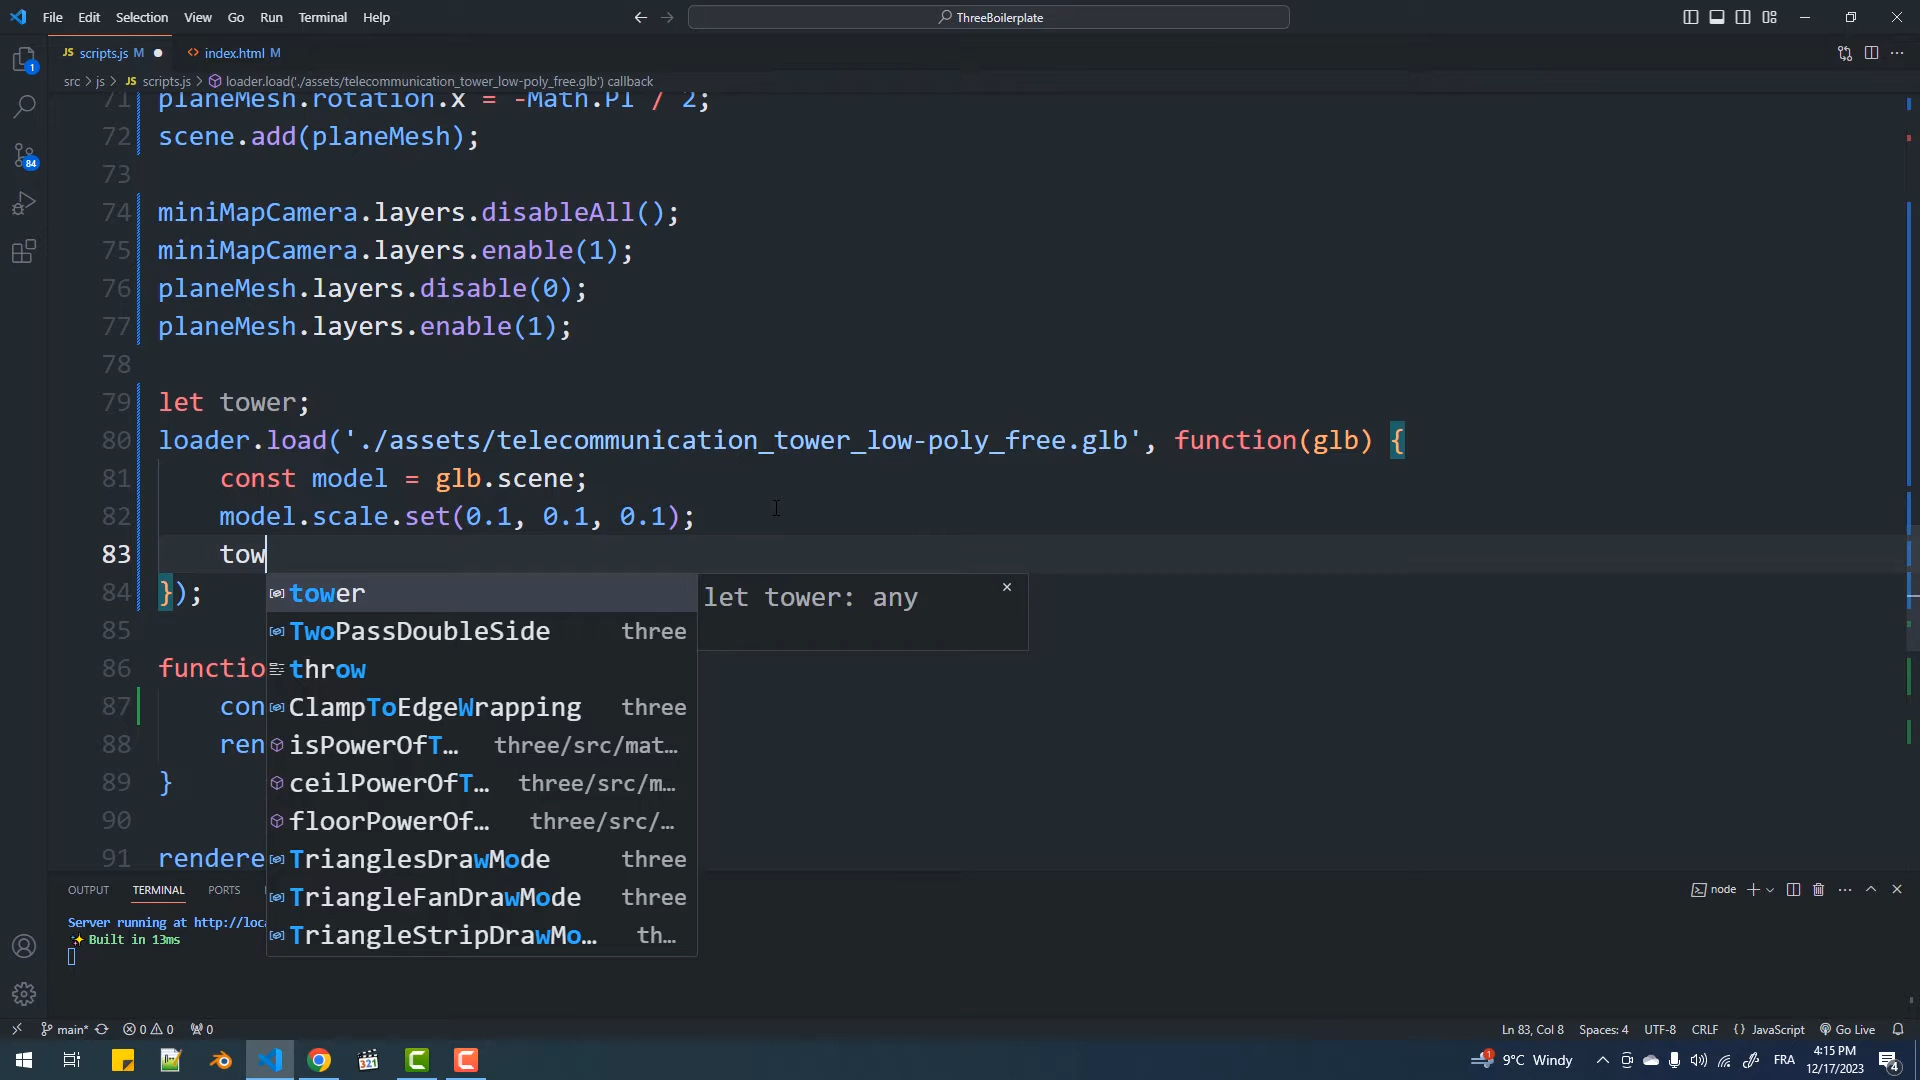 File Edit Selection View Go Run Terminal Help
ThreeBoilerplate
JS scripts.js M
index.html M
src > js > JS scripts.js > loader.load('./assets/telecommunication_tower_low-poly_free.glb') callback
71 planeMesh.rotation.x = -Math.PI / 2;
72 scene.add(planeMesh);
73
74 miniMapCamera.layers.disableAll();
75 miniMapCamera.layers.enable(1);
76 planeMesh.layers.disable(0);
77 planeMesh.layers.enable(1);
78
79 let tower;
80 loader.load('./assets/telecommunication_tower_low-poly_free.glb', function(glb) {
81 const model = glb.scene;
82 model.scale.set(0.1, 0.1, 0.1);
83 tow
84 });
tower
let tower: any
85
TwoPassDoubleSide three
86 functio
throw
87 con
ClampToEdgeWrapping three
88 ren
isPowerOfT… three/src/mat…
89 }
ceilPowerOfT… three/src/m…
90
floorPowerOf… three/src/…
91 rendere
TrianglesDrawMode three
TriangleFanDrawMode three
TriangleStripDrawMo… th…
OUTPUT TERMINAL PORTS
node
Server running at http://loca
Built in 13ms
1
84
main* 0 0 0
Ln 83, Col 8 Spaces: 4 UTF-8 CRLF {} JavaScript Go Live
321
1
9°C Windy
FRA
4:15 PM
12/17/2023
4